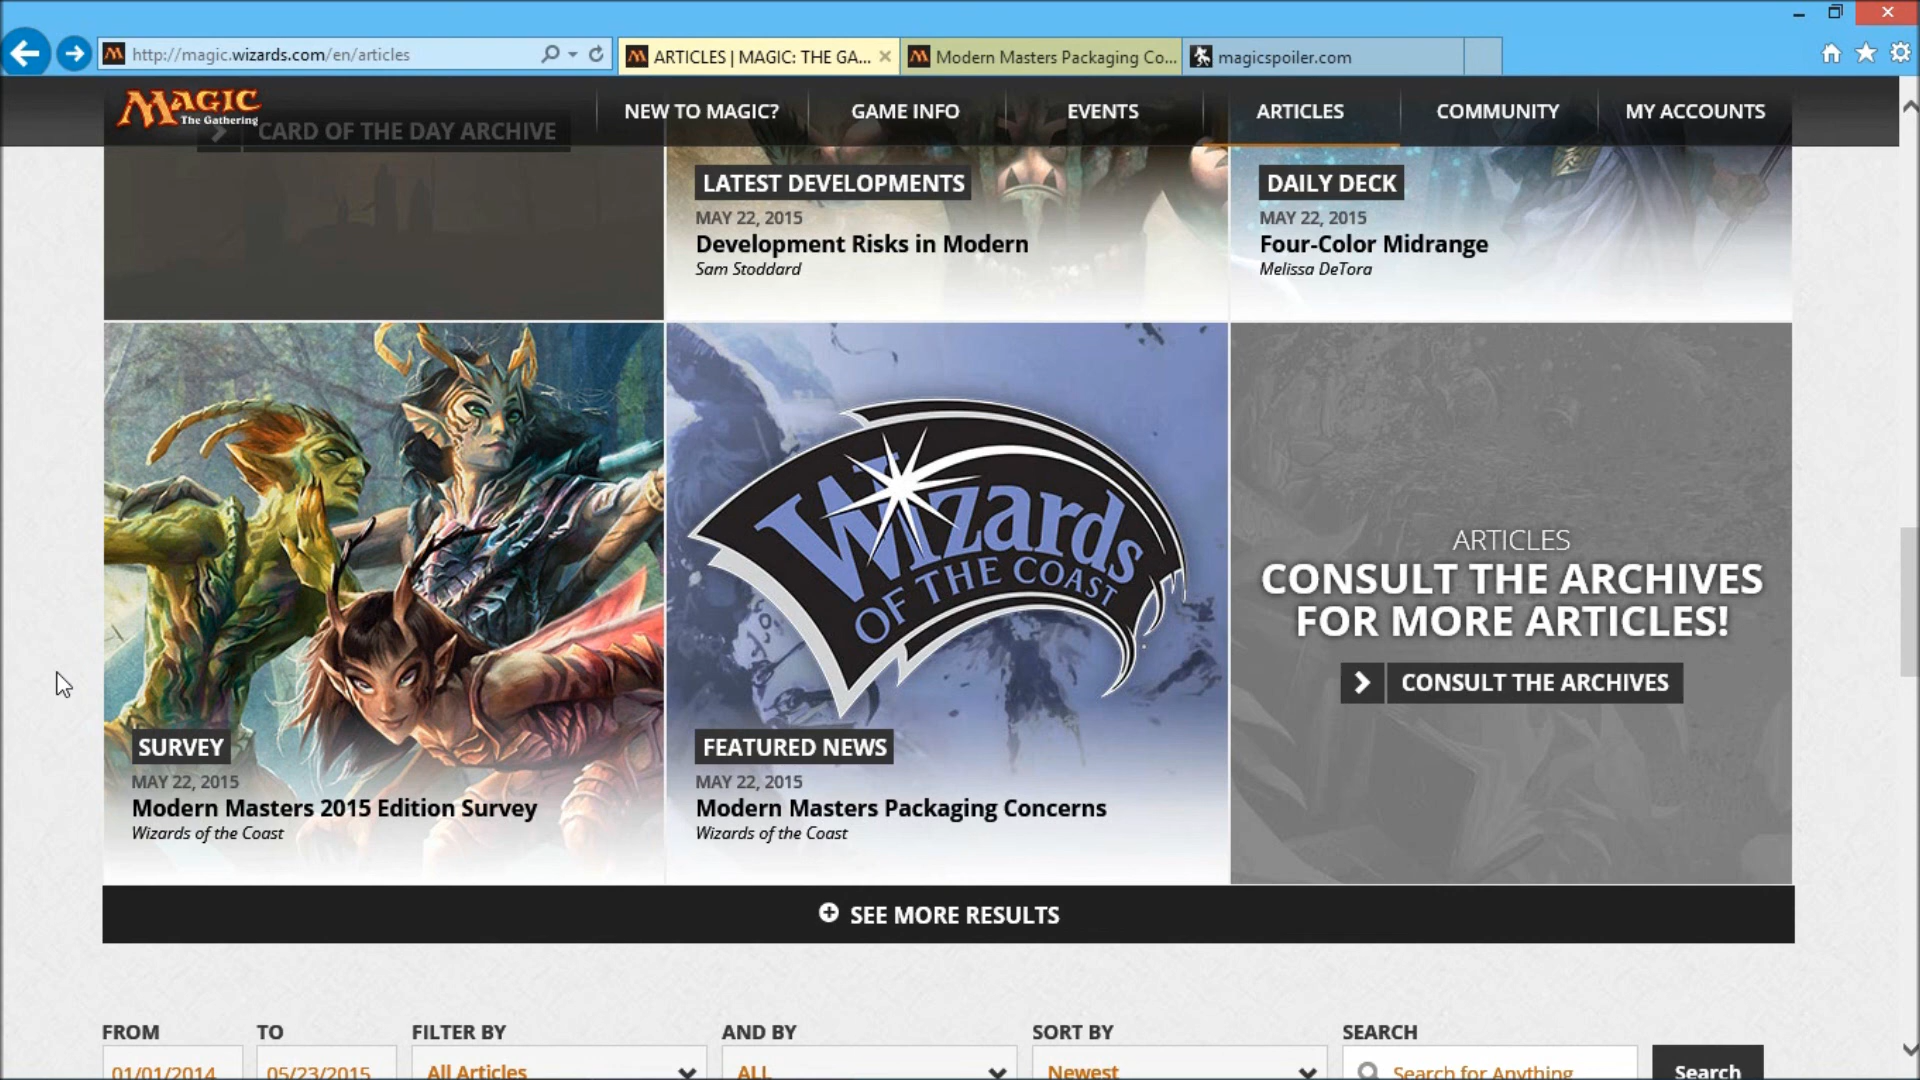 http://magic.wizards.com/en/articles
ARTICLES | MAGIC: THE GA...
Modern Masters Packaging Co...
magicspoiler.com
MAGIC
The Gathering
NEW TO MAGIC?
GAME INFO
EVENTS
ARTICLES
COMMUNITY
MY ACCOUNTS
CARD OF THE DAY ARCHIVE
LATEST DEVELOPMENTS
MAY 22, 2015
Development Risks in Modern
Sam Stoddard
DAILY DECK
MAY 22, 2015
Four-Color Midrange
Melissa DeTora
SURVEY
MAY 22, 2015
Modern Masters 2015 Edition Survey
Wizards of the Coast
Wizards
OF THE COAST
FEATURED NEWS
MAY 22, 2015
Modern Masters Packaging Concerns
Wizards of the Coast
ARTICLES
CONSULT THE ARCHIVES
FOR MORE ARTICLES!
CONSULT THE ARCHIVES
SEE MORE RESULTS
FROM
TO
FILTER BY
AND BY
SORT BY
SEARCH
01/01/2014
05/23/2015
All Articles
ALL
Newest
Search for Anything
Search